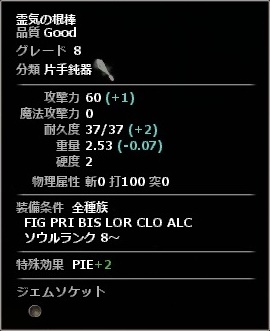 霊気の棍棒
品質 Good
グレード 8
分類 片手鈍器
攻撃力 60 (+1)
魔法攻撃力 0
耐久度 37/37 (+2)
重量 2.53 (-0.07)
硬度 2
物理属性 斬0 打100 突0
装備条件 全種族
FIG PRI BIS LOR CLO ALC
ソウルランク 8～
特殊効果 PIE+2
ジェムソケット